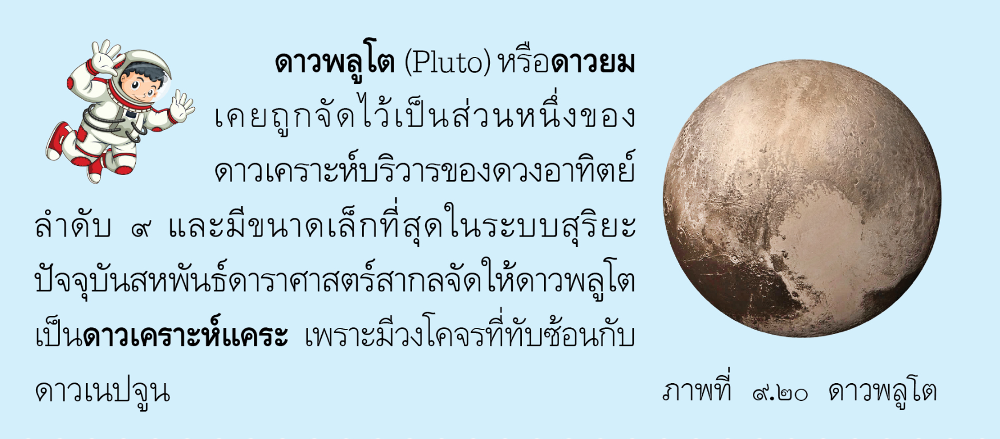 ดาวพลูโต (Pluto) หรือดาวยม
เคยถูกจัดไว้เป็นส่วนหนึ่งของ
ดาวเคราะห์บริวารของดวงอาทิตย์
ลำดับ ๙ และมีขนาดเล็กที่สุดในระบบสุริยะ
ปัจจุบันสหพันธ์ดาราศาสตร์สากลจัดให้ดาวพลูโต
เป็นดาวเคราะห์แคระ เพราะมีวงโคจรที่ทับซ้อนกับ
ดาวเนปจูน
ภาพที่ ๙.๒๐ ดาวพลูโต